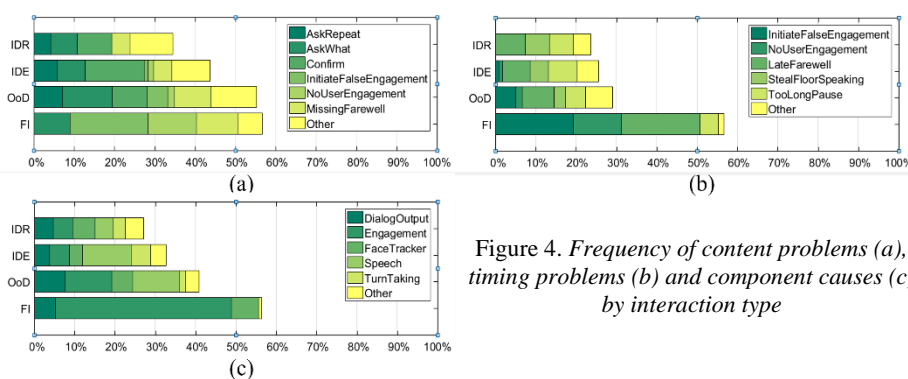 IDR
IDE
OoD
FI
0% 10% 20% 30% 40% 50% 60% 70% 80% 90% 100%
AskRepeat
AskWhat
Confirm
InitiateFalseEngagement
NoUserEngagement
MissingFarewell
Other
(a)
IDR
IDE
OoD
FI
0% 10% 20% 30% 40% 50% 60% 70% 80% 90% 100%
InitiateFalseEngagement
NoUserEngagement
LateFarewell
StealFloorSpeaking
TooLongPause
Other
(b)
IDR
IDE
OoD
FI
0% 10% 20% 30% 40% 50% 60% 70% 80% 90% 100%
DialogOutput
Engagement
FaceTracker
Speech
TurnTaking
Other
(c)
Figure 4. Frequency of content problems (a),
timing problems (b) and component causes (c
by interaction type